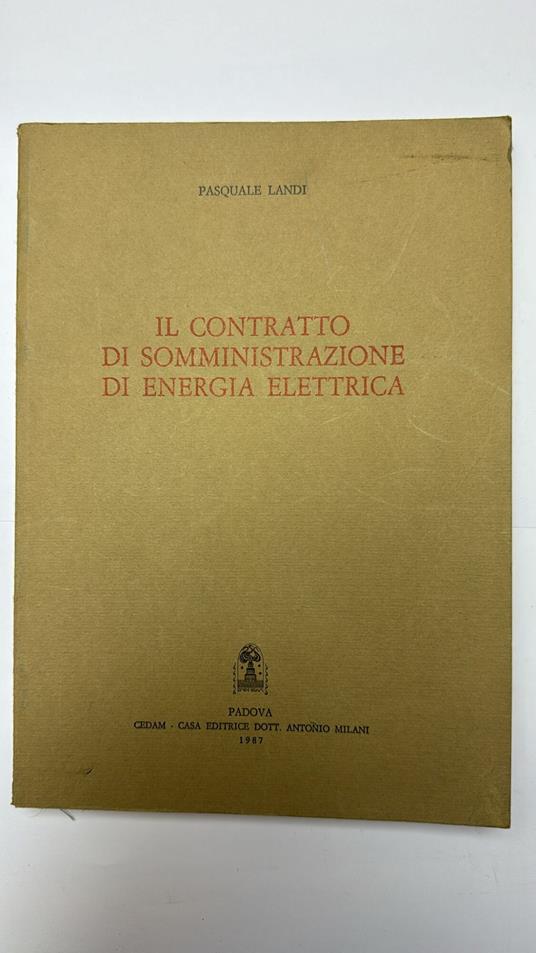 PASQUALE LANDI
IL CONTRATTO
DI SOMMINISTRAZIONE
DI ENERGIA ELETTRICA
PADOVA
CEDAM - CASA EDITRICE DOTT. ANTONIO MILANI
1987